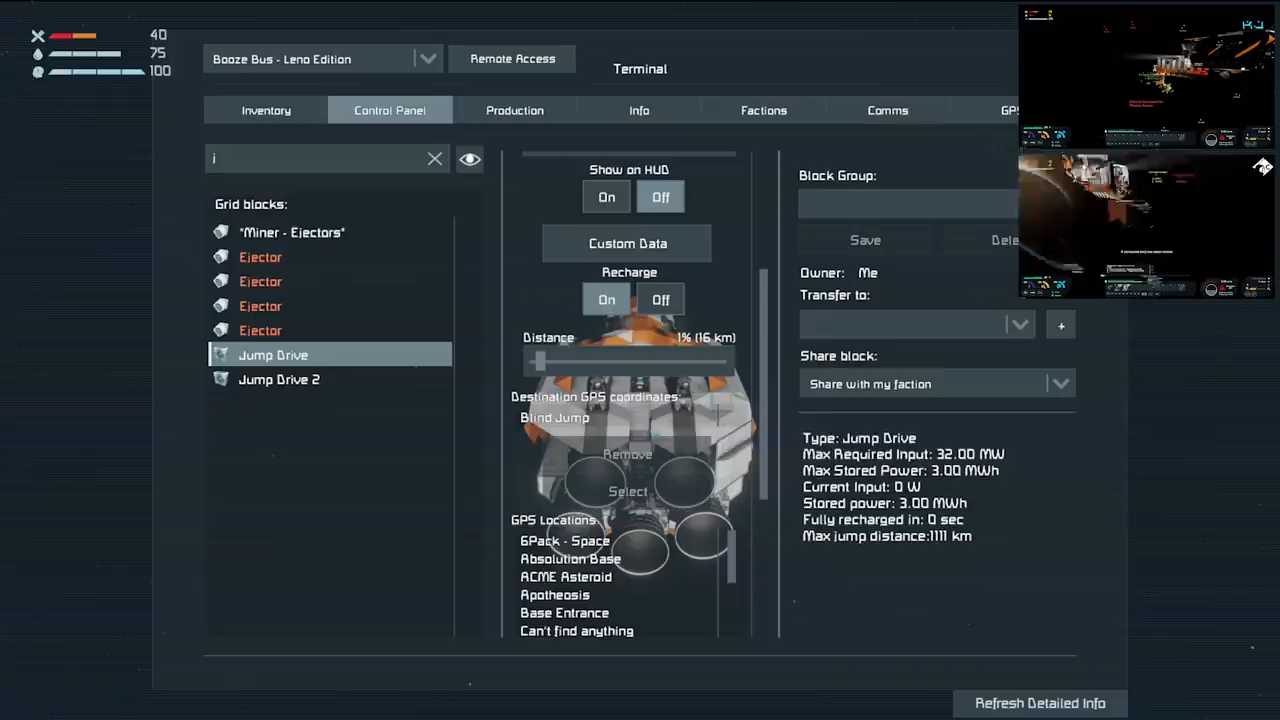 40
75
100
Booze Bus - Lena Edition
Remote Access
Terminal
Inventory
Control Panel
Production
Info
Factions
Comms
GPS
j
Grid blocks:
*Miner - Ejectors*
Ejector
Ejector
Ejector
Ejector
Jump Drive
Jump Drive 2
Show on HUD
On
Off
Custom Data
Recharge
On
Off
Distance
1% (16 km)
Destination GPS coordinates:
Blind Jump
Remove
Select
GPS Locations
6Pack - Space
Absolution Base
ACME Asteroid
Apotheosis
Base Entrance
Can't find anything
Block Group:
Save
Dele
Owner: Me
Transfer to:
+
Share block:
Share with my faction
Type: Jump Drive
Max Required Input: 32.00 MW
Max Stored Power: 3.00 MWh
Current Input: 0 W
Stored power: 3.00 MWh
Fully recharged in: 0 sec
Max jump distance:1111 km
Refresh Detailed Info